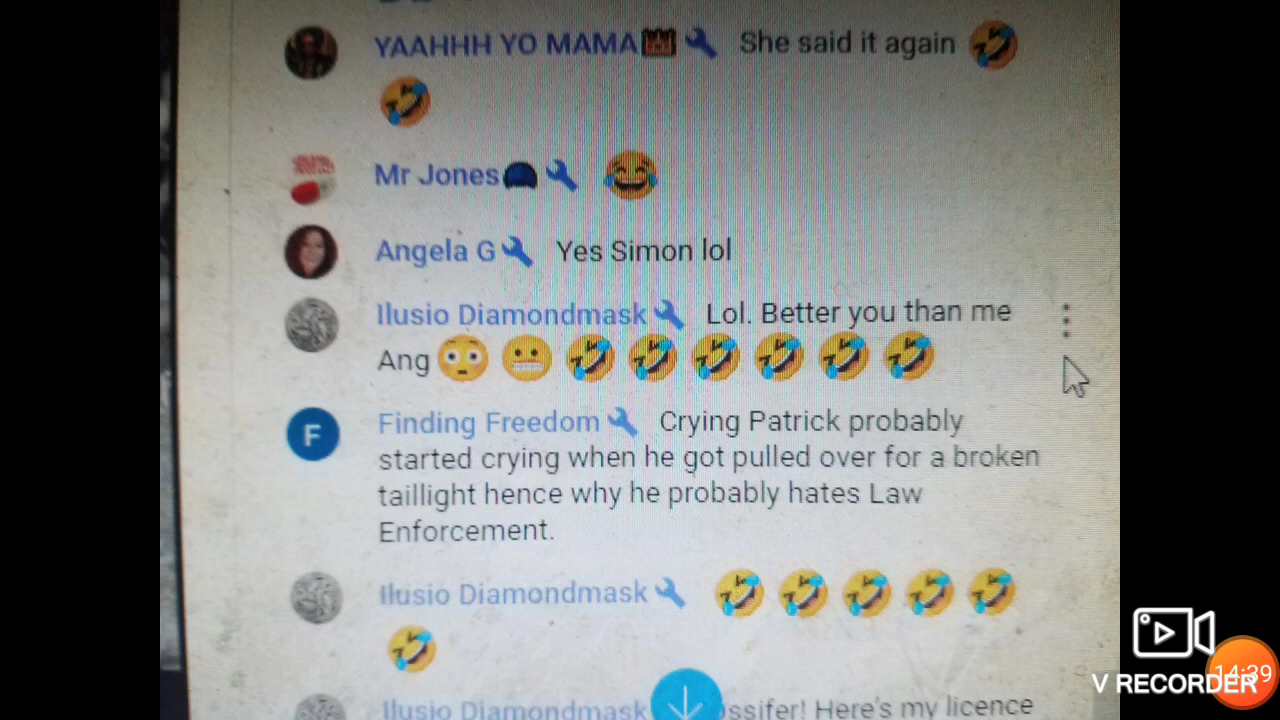 YAAHHH YO MAMA She said it again 🤣
🤣
Mr Jones 😂
Angela G Yes Simon lol
Ilusio Diamondmask Lol. Better you than me
Ang 😳😬🤣🤣🤣🤣🤣🤣
F
Finding Freedom Crying Patrick probably
started crying when he got pulled over for a broken
taillight hence why he probably hates Law
Enforcement.
Ilusio Diamondmask 🤣🤣🤣🤣🤣
🤣
Ilusio Diamondmask ossifer! Here's my licence
14:39
V RECORDER